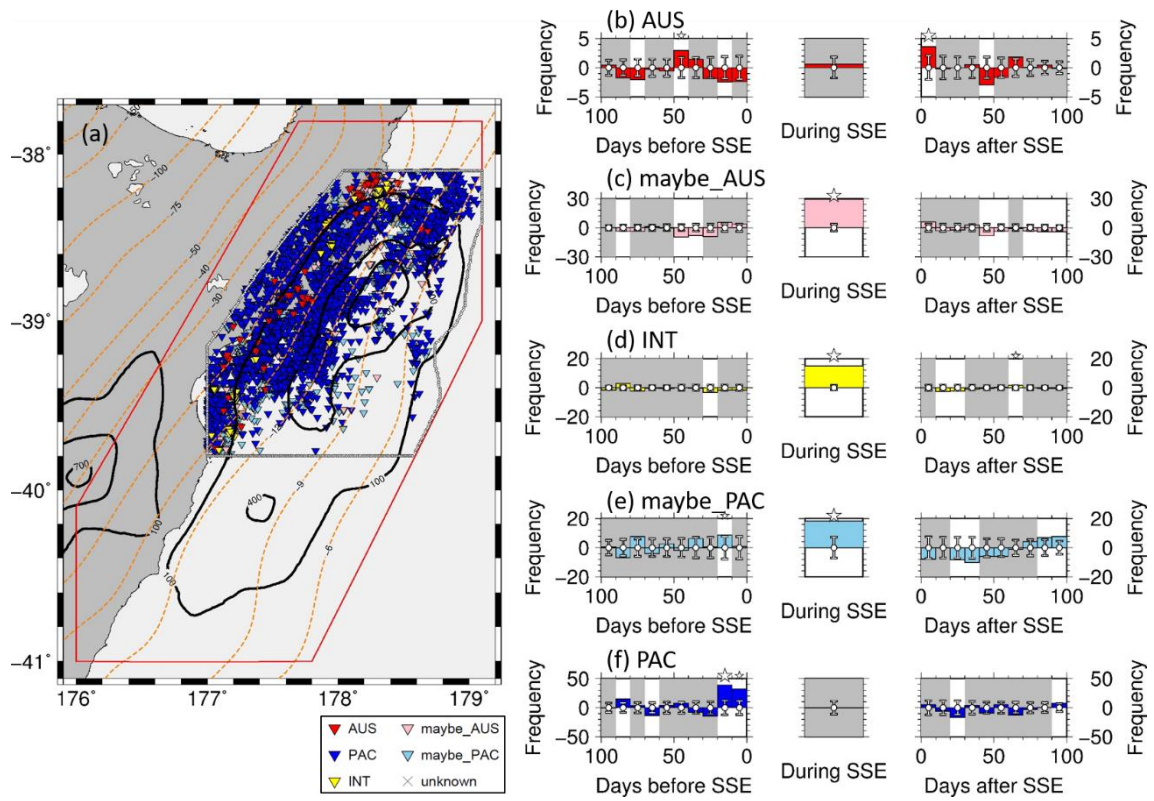 (a)
−38°
−39°
−40°
−41°
176° 177° 178° 179°
−100
−75
−50
−40
−30
−12
−9
−6
700
100
400
100
100
AUS maybe_AUS
PAC maybe_PAC
INT unknown
(b) AUS
Frequency
5
0
−5
100 50 0
Days before SSE
During SSE
0 50 100
Days after SSE
5
0
−5
Frequency
(c) maybe_AUS
Frequency
30
0
−30
100 50 0
Days before SSE
During SSE
0 50 100
Days after SSE
30
0
−30
Frequency
(d) INT
Frequency
20
0
−20
100 50 0
Days before SSE
During SSE
0 50 100
Days after SSE
20
0
−20
Frequency
(e) maybe_PAC
Frequency
20
0
−20
100 50 0
Days before SSE
During SSE
0 50 100
Days after SSE
20
0
−20
Frequency
(f) PAC
Frequency
50
0
−50
100 50 0
Days before SSE
During SSE
0 50 100
Days after SSE
50
0
−50
Frequency